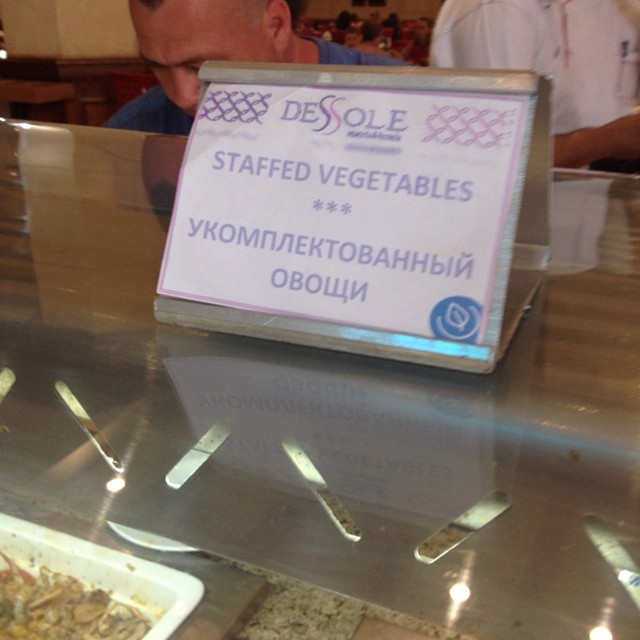 DESSOLE
STAFFED VEGETABLES
***
УКОМПЛЕКТОВАННЫЙ
ОВОЩИ